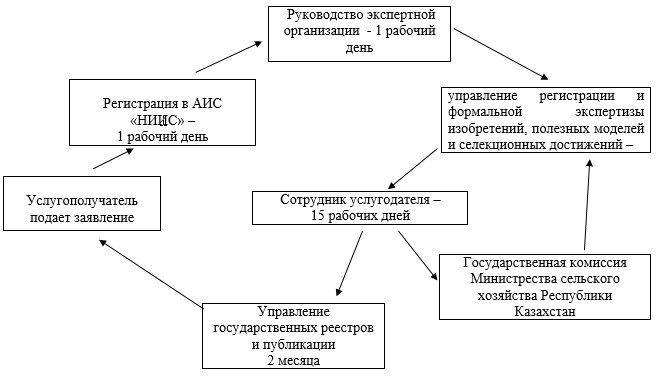 Руководство экспертной
организации - 1 рабочий
день
Регистрация в АИС
«НИИС» –
1 рабочий день
управление регистрации и
формальной экспертизы
изобретений, полезных моделей
и селекционных достижений –
Услугополучатель
подает заявление
Сотрудник услугодателя –
15 рабочих дней
Государственная комиссия
Министрества сельского
хозяйства Республики
Казахстан
Управление
государственных реестров
и публикации
2 месяца